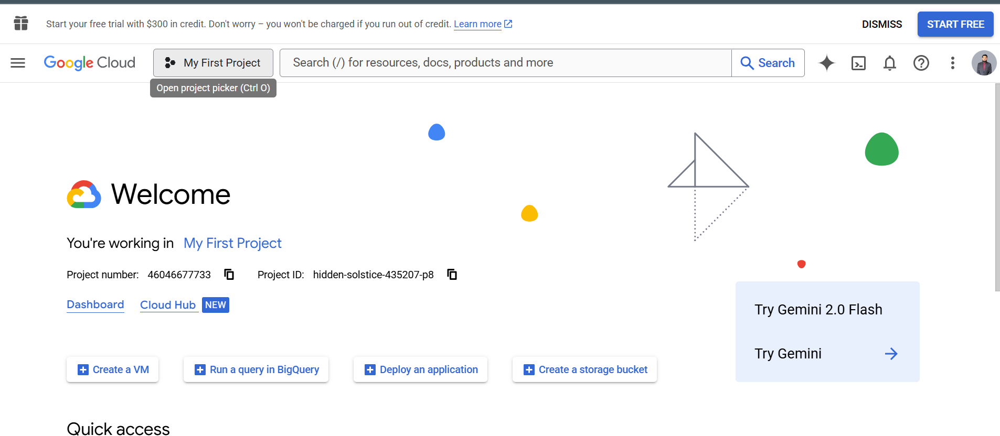 Start your free trial with $300 in credit. Don't worry – you won't be charged if you run out of credit. Learn more
DISMISS
START FREE
Google Cloud
My First Project
Search (/) for resources, docs, products and more
Search
Open project picker (Ctrl O)
Welcome
You're working in My First Project
Project number: 46046677733 Project ID: hidden-solstice-435207-p8
Dashboard Cloud Hub NEW
Try Gemini 2.0 Flash
Try Gemini
Create a VM
Run a query in BigQuery
Deploy an application
Create a storage bucket
Quick access